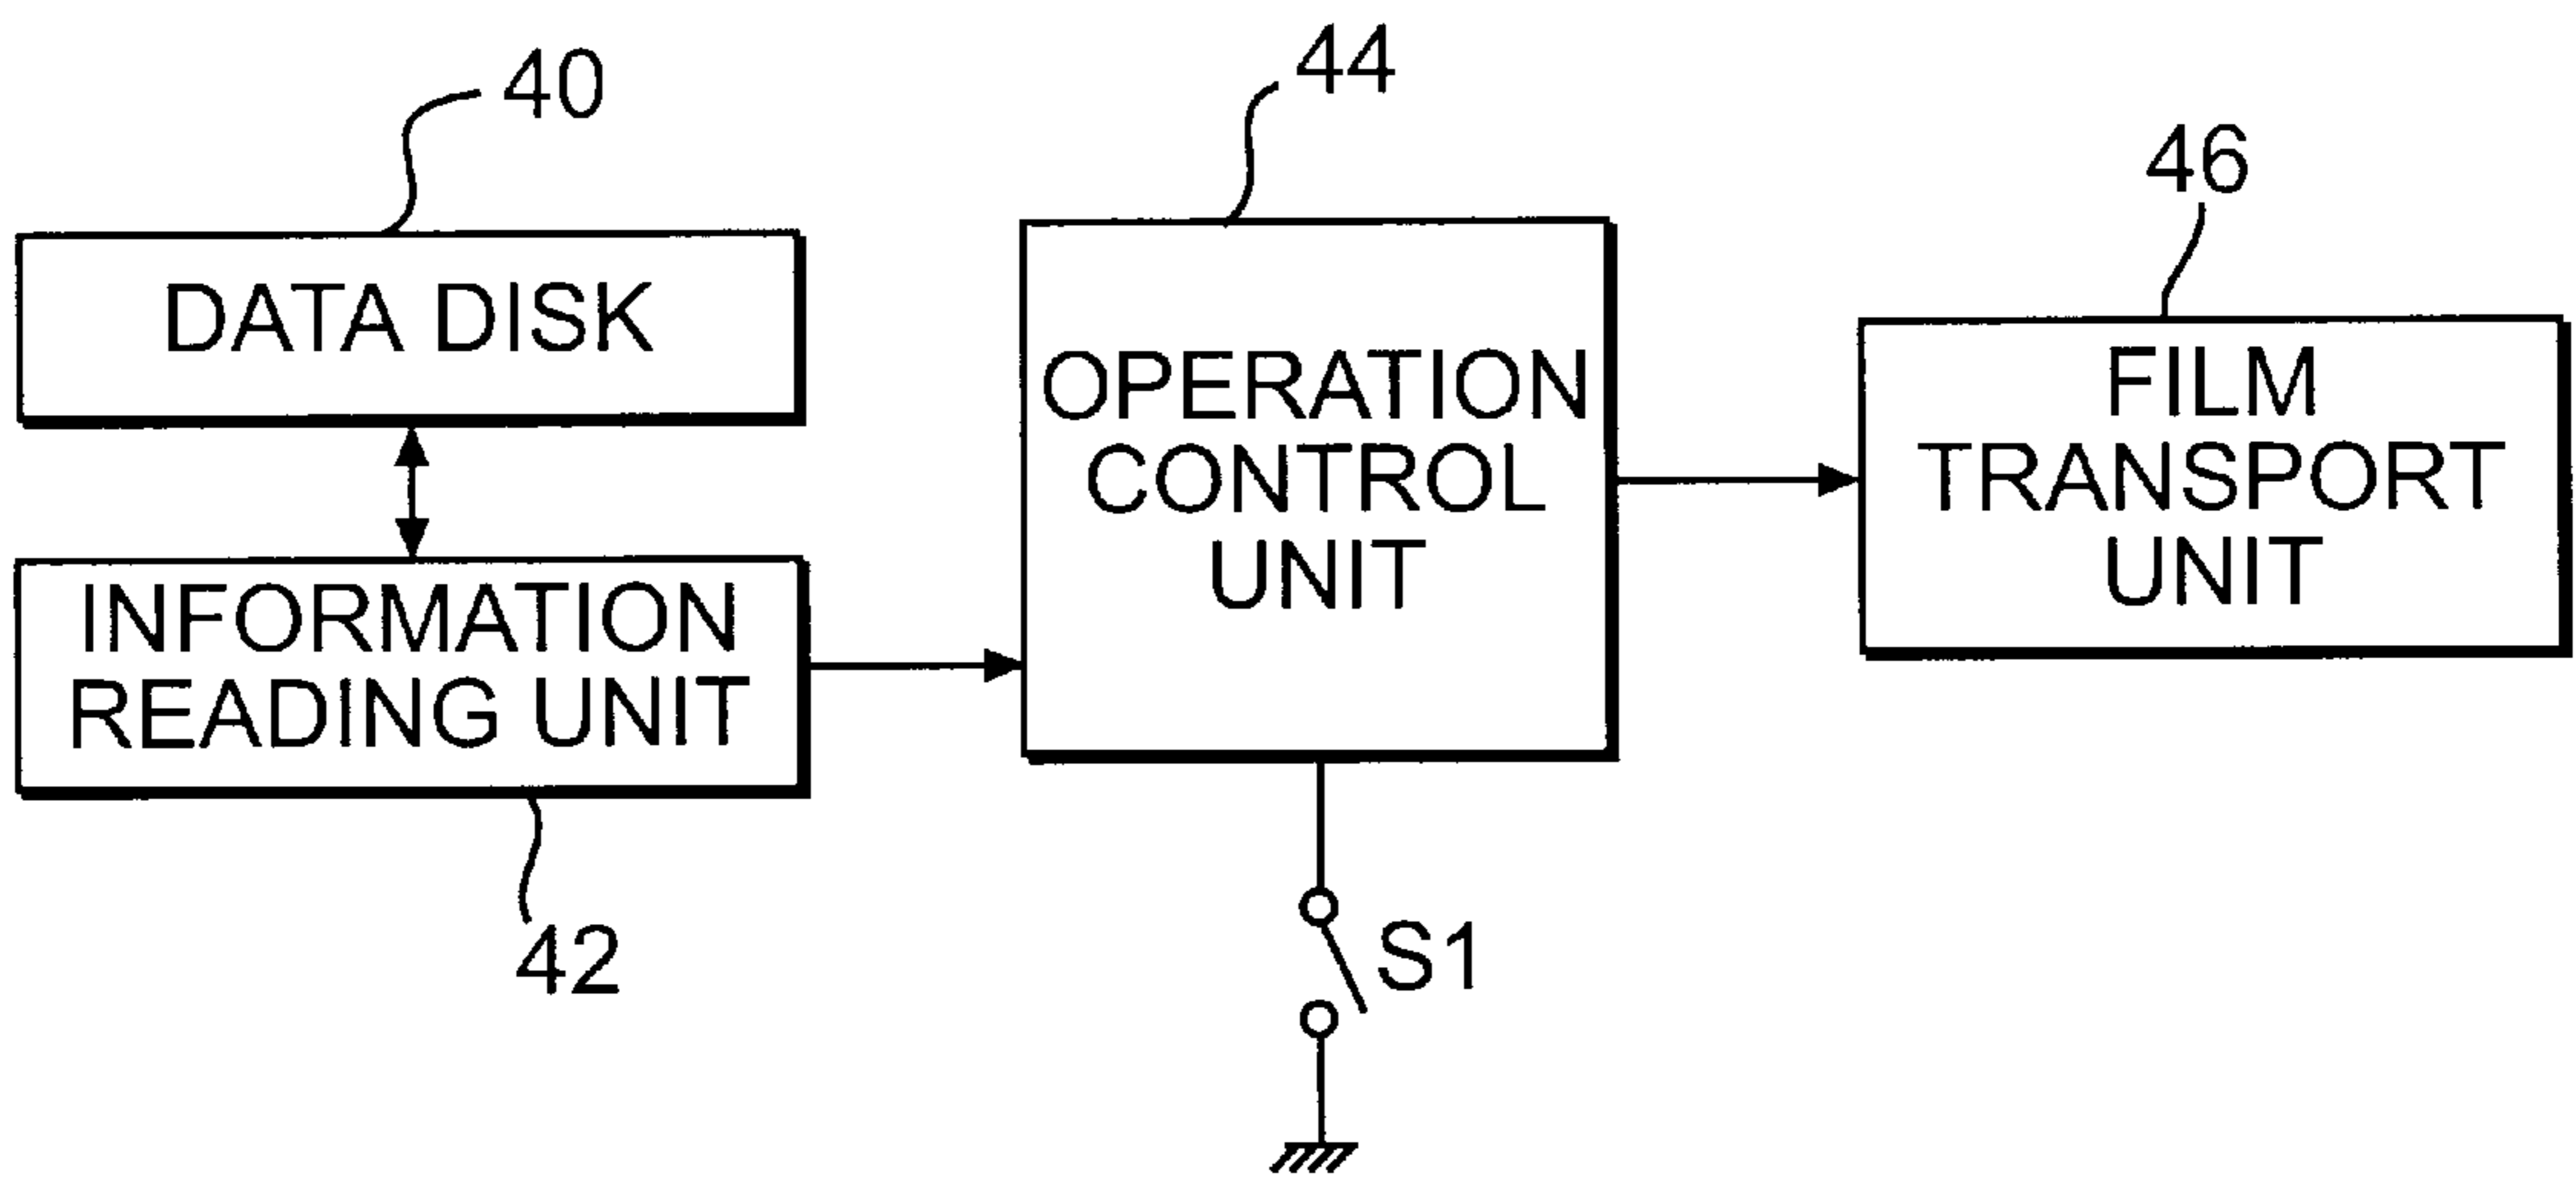 40
44
46
DATA DISK
OPERATION
CONTROL
UNIT
FILM
TRANSPORT
UNIT
INFORMATION
READING UNIT
42
S1